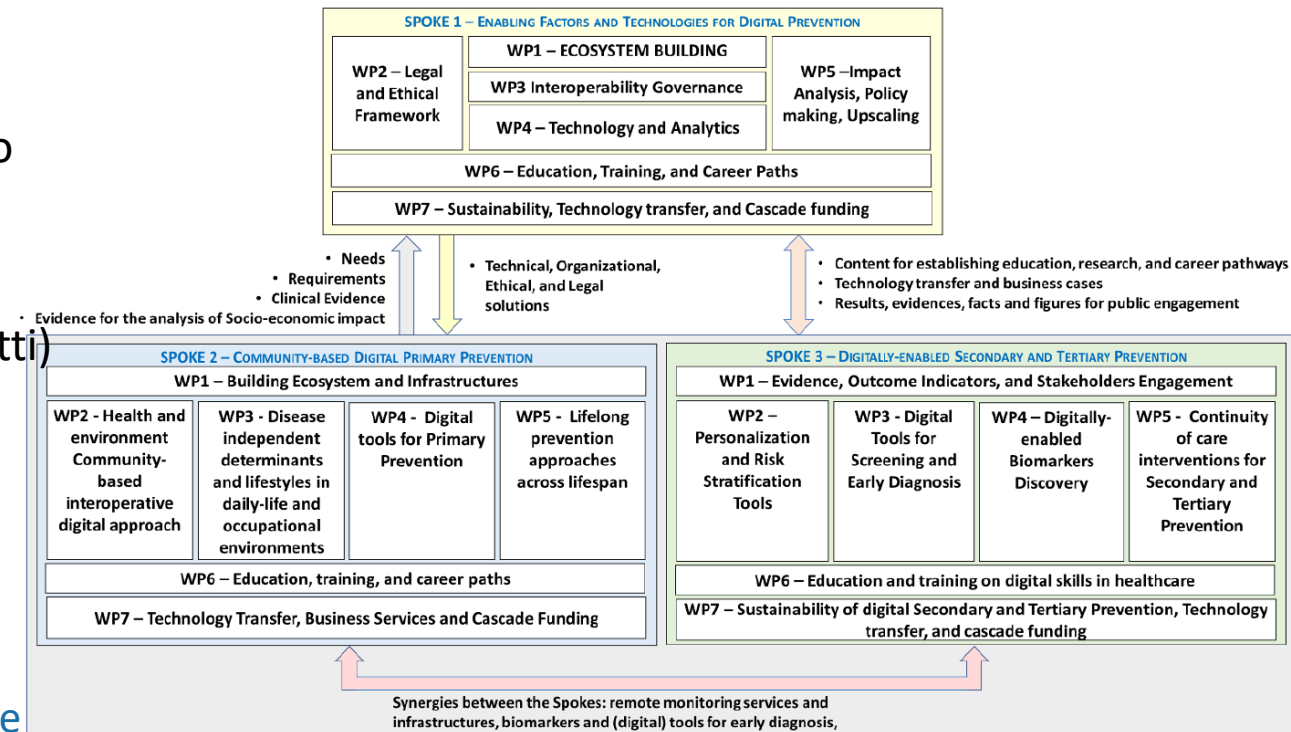 SPOKE 1 – ENABLING FACTORS AND TECHNOLOGIES FOR DIGITAL PREVENTION
WP2 – Legal
and Ethical
Framework
WP1 – ECOSYSTEM BUILDING
WP3 Interoperability Governance
WP4 – Technology and Analytics
WP5 –Impact
Analysis, Policy
making, Upscaling
WP6 – Education, Training, and Career Paths
WP7 – Sustainability, Technology transfer, and Cascade funding
o
• Needs
• Requirements
• Clinical Evidence
• Evidence for the analysis of Socio-economic impact
• Technical, Organizational,
Ethical, and Legal
solutions
• Content for establishing education, research, and career pathways
• Technology transfer and business cases
• Results, evidences, facts and figures for public engagement
tti)
SPOKE 2 – COMMUNITY-BASED DIGITAL PRIMARY PREVENTION
WP1 – Building Ecosystem and Infrastructures
WP2 - Health and
environment
Community-
based
interoperative
digital approach
WP3 - Disease
independent
determinants
and lifestyles in
daily-life and
occupational
environments
WP4 - Digital
tools for Primary
Prevention
WP5 - Lifelong
prevention
approaches
across lifespan
WP6 – Education, training, and career paths
WP7 – Technology Transfer, Business Services and Cascade Funding
SPOKE 3 – DIGITALLY-ENABLED SECONDARY AND TERTIARY PREVENTION
WP1 – Evidence, Outcome Indicators, and Stakeholders Engagement
WP2 –
Personalization
and Risk
Stratification
Tools
WP3 - Digital
Tools for
Screening and
Early Diagnosis
WP4 – Digitally-
enabled
Biomarkers
Discovery
WP5 - Continuity
of care
interventions for
Secondary and
Tertiary
Prevention
WP6 – Education and training on digital skills in healthcare
WP7 – Sustainability of digital Secondary and Tertiary Prevention, Technology
transfer, and cascade funding
Synergies between the Spokes: remote monitoring services and
infrastructures, biomarkers and (digital) tools for early diagnosis,
e